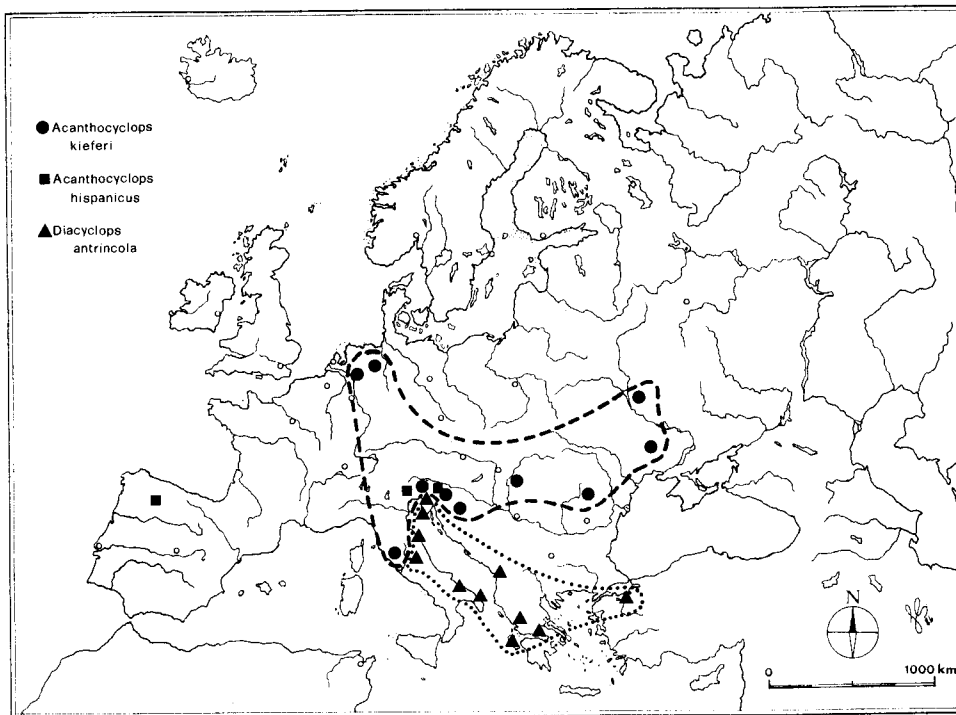 Acanthocyclops
kieferi
Acanthocyclops
hispanicus
Diacyclops
antrincola
N
0 1000 km